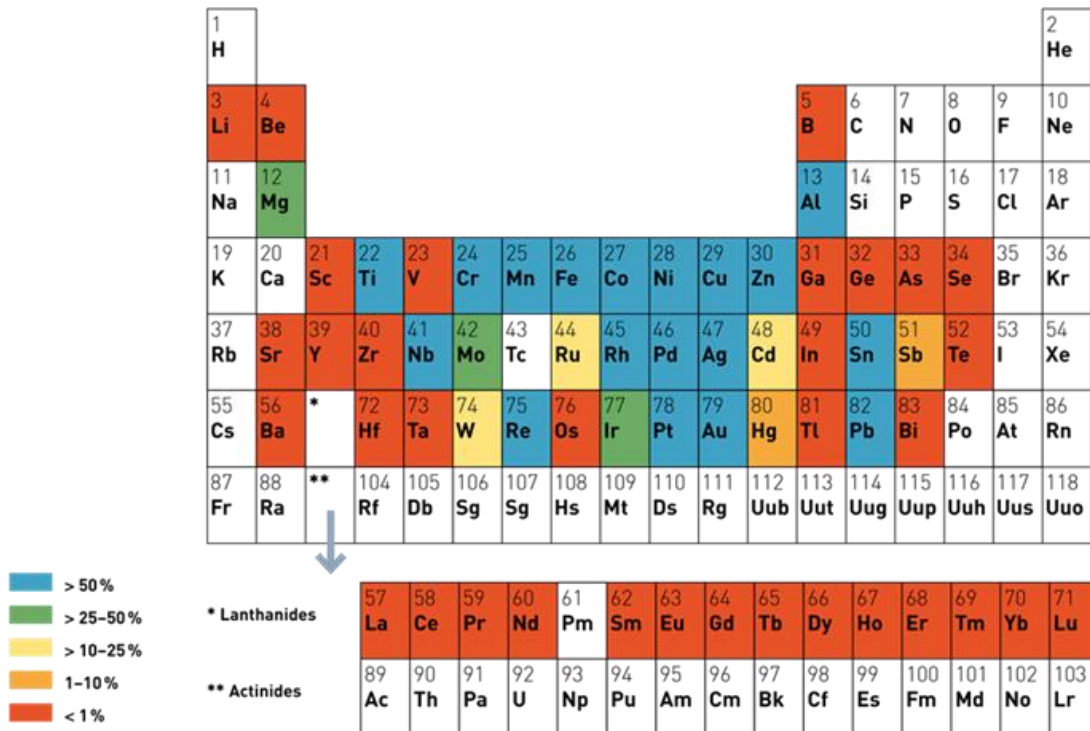 1 2
H He
3 4 5 6 7 8 9 10
Li Be B C N O F Ne
11 12 13 14 15 16 17 18
Na Mg Al Si P S Cl Ar
19 20 21 22 23 24 25 26 27 28 29 30 31 32 33 34 35 36
K Ca Sc Ti V Cr Mn Fe Co Ni Cu Zn Ga Ge As Se Br Kr
37 38 39 40 41 42 43 44 45 46 47 48 49 50 51 52 53 54
Rb Sr Y Zr Nb Mo Tc Ru Rh Pd Ag Cd In Sn Sb Te I Xe
55 56 * 72 73 74 75 76 77 78 79 80 81 82 83 84 85 86
Cs Ba Hf Ta W Re Os Ir Pt Au Hg Tl Pb Bi Po At Rn
87 88 ** 104 105 106 107 108 109 110 111 112 113 114 115 116 117 118
Fr Ra Rf Db Sg Sg Hs Mt Ds Rg Uub Uut Uug Uup Uuh Uus Uuo
> 50 %
> 25–50 %
> 10–25 %
1–10 %
< 1 %
* Lanthanides
57 58 59 60 61 62 63 64 65 66 67 68 69 70 71
La Ce Pr Nd Pm Sm Eu Gd Tb Dy Ho Er Tm Yb Lu
** Actinides
89 90 91 92 93 94 95 96 97 98 99 100 101 102 103
Ac Th Pa U Np Pu Am Cm Bk Cf Es Fm Md No Lr